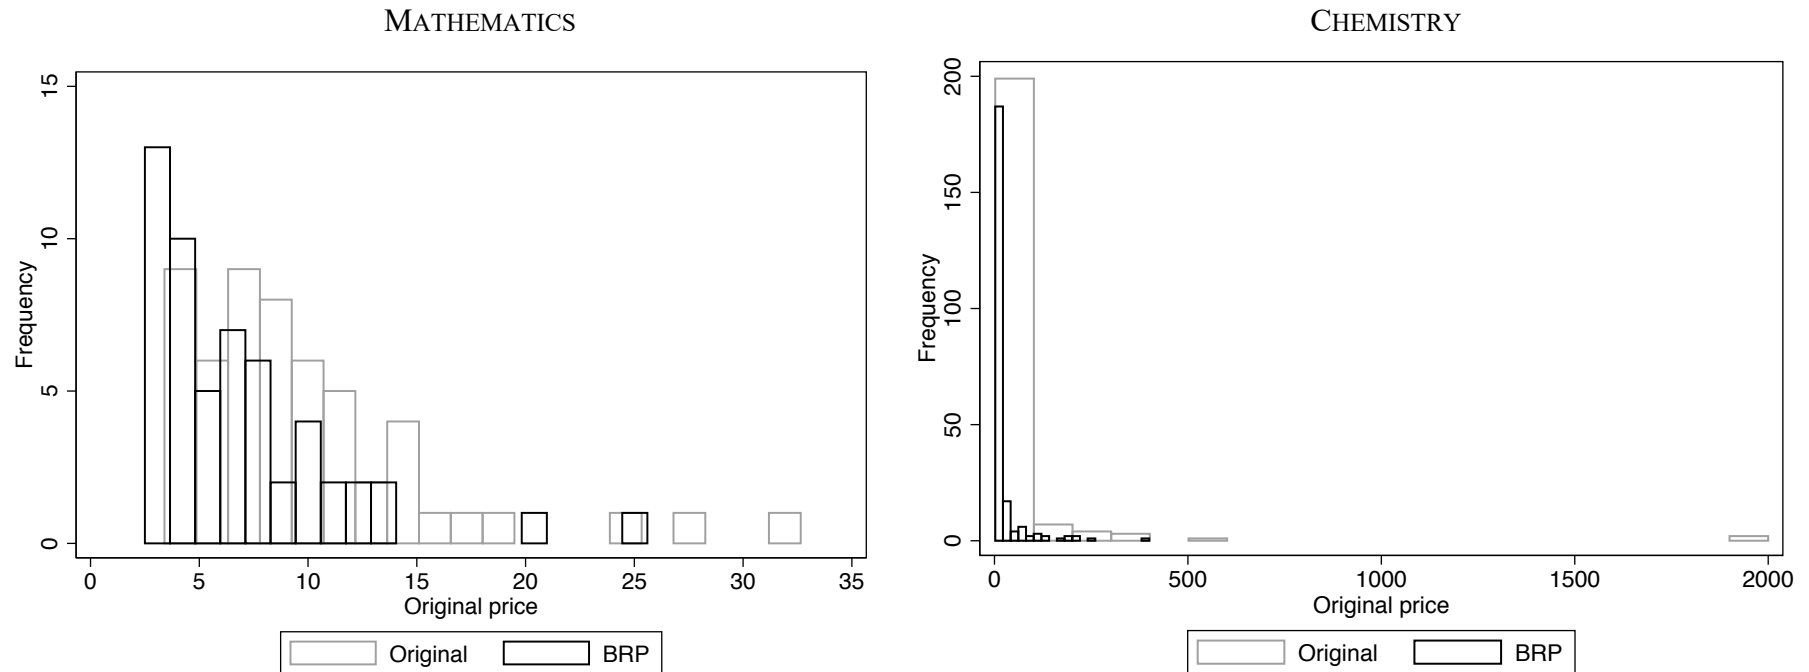 MATHEMATICS
15
10
5
0
Frequency
0 5 10 15 20 25 30 35
Original price
Original BRP
CHEMISTRY
200
150
100
50
0
Frequency
0 500 1000 1500 2000
Original price
Original BRP